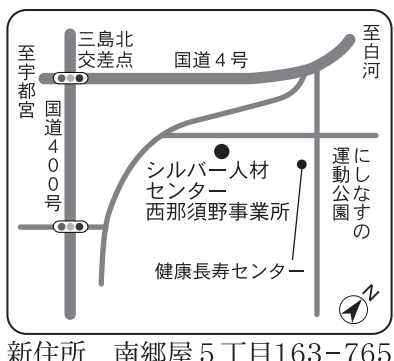 三島北
交差点
国道4号
至白河
至宇都宮
国道400号
にしなすの
運動公園
シルバー人材
センター
西那須野事業所
健康長寿センター
N
新住所 南郷屋5丁目163-765